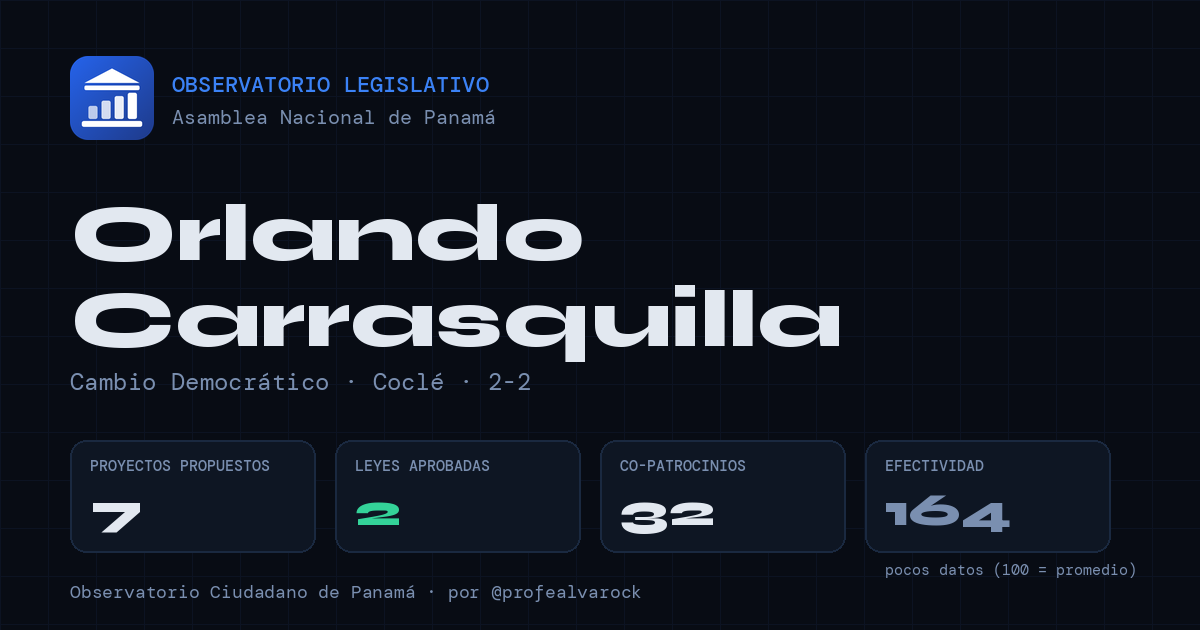 OBSERVATORIO LEGISLATIVO
Asamblea Nacional de Panamá
Orlando
Carrasquilla
Cambio Democrático · Coclé · 2-2
PROYECTOS PROPUESTOS
7
LEYES APROBADAS
2
CO-PATROCINIOS
32
EFECTIVIDAD
164
pocos datos (100 = promedio)
Observatorio Ciudadano de Panamá · por @profealvarock